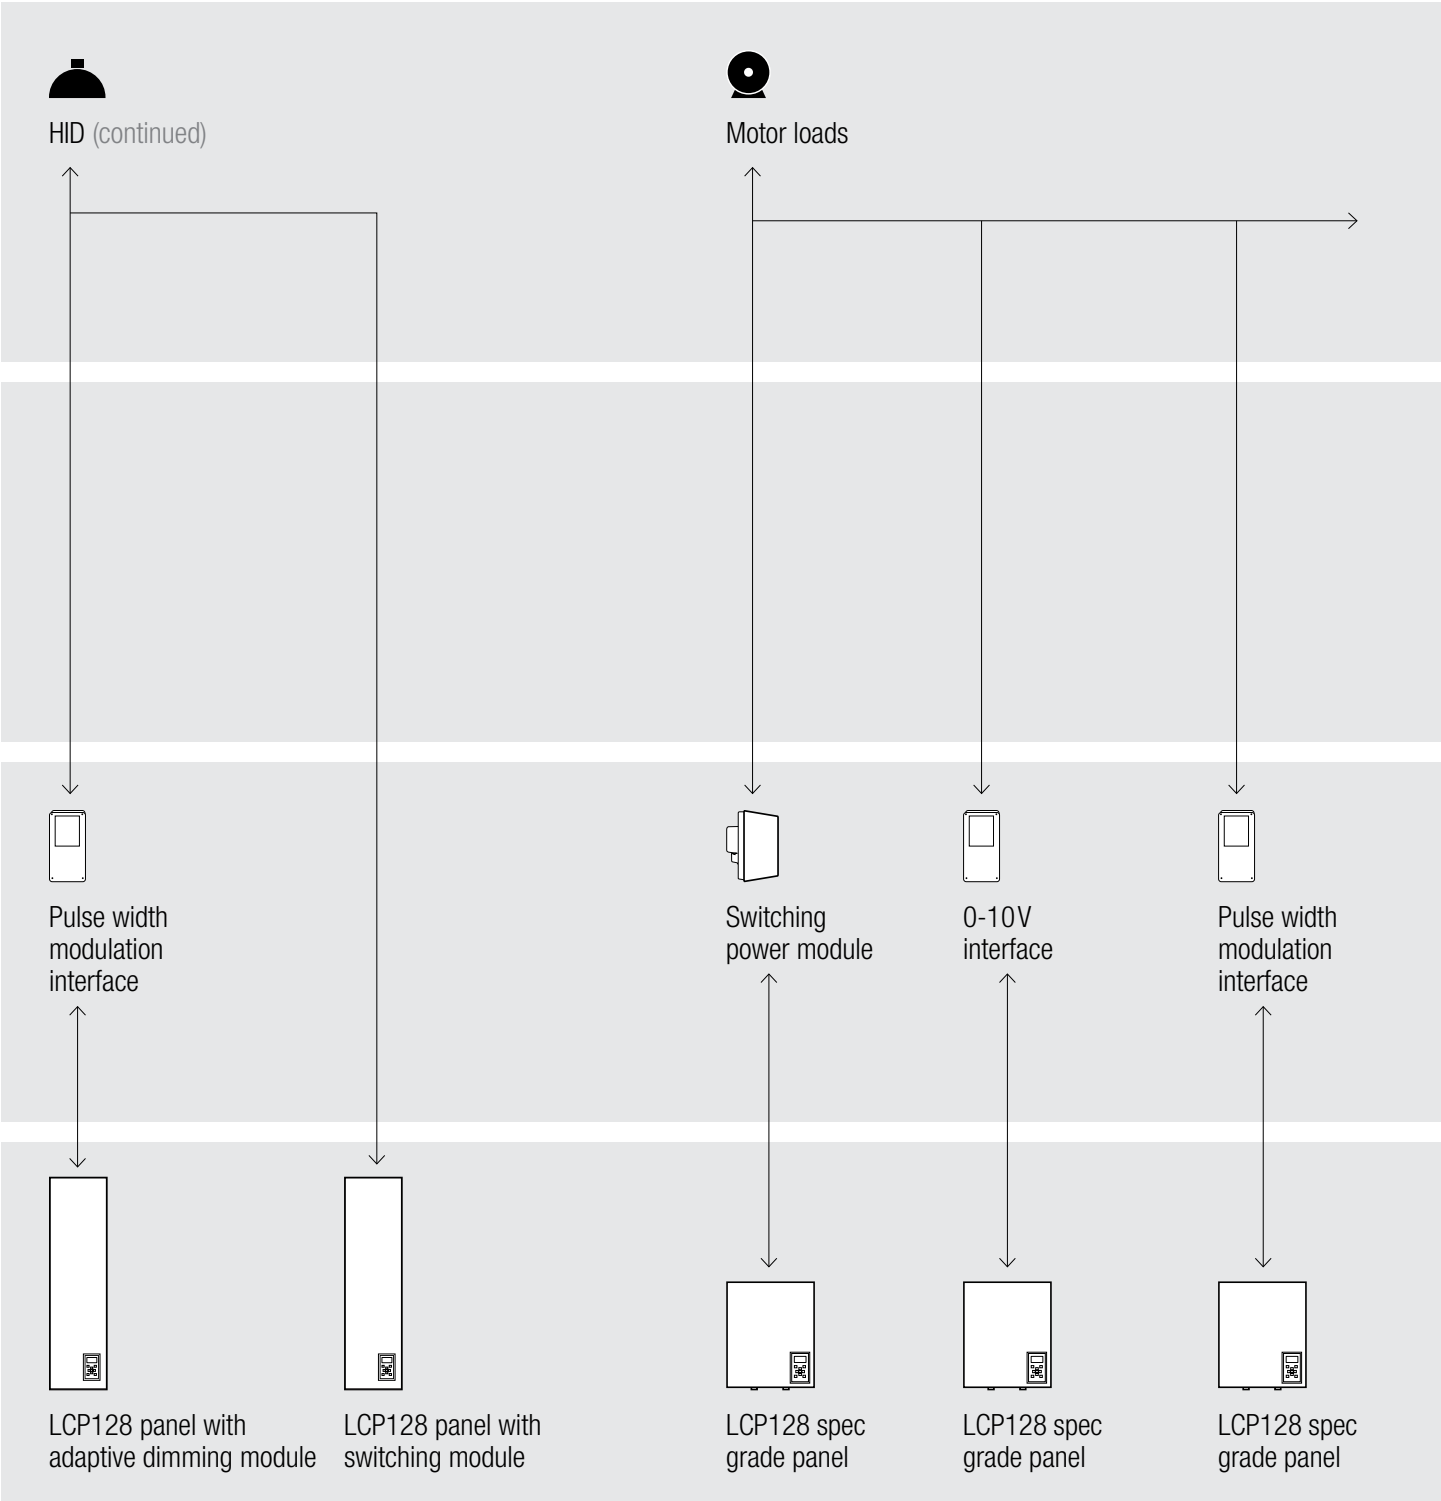 HID (continued)
Motor loads
Pulse width
modulation
interface
Switching
power module
0-10V
interface
Pulse width
modulation
interface
LCP128 panel with
adaptive dimming module
LCP128 panel with
switching module
LCP128 spec
grade panel
LCP128 spec
grade panel
LCP128 spec
grade panel